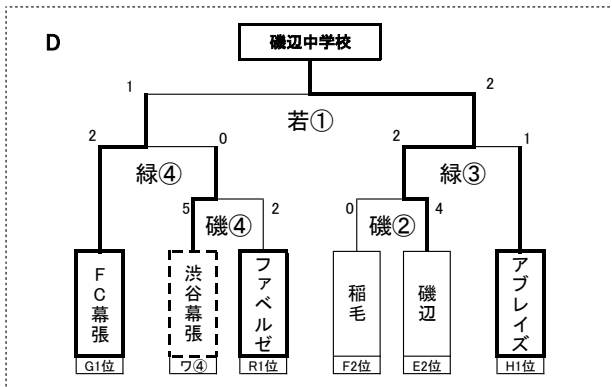 D
磯辺中学校
1 2
若①
2 0 2 1
緑④ 緑③
5 2 0 4
磯④ 磯②
FC幕張 渋谷幕張 ファベルゼ 稲毛 磯辺 アブレイズ
G1位 ワ④ R1位 F2位 E2位 H1位